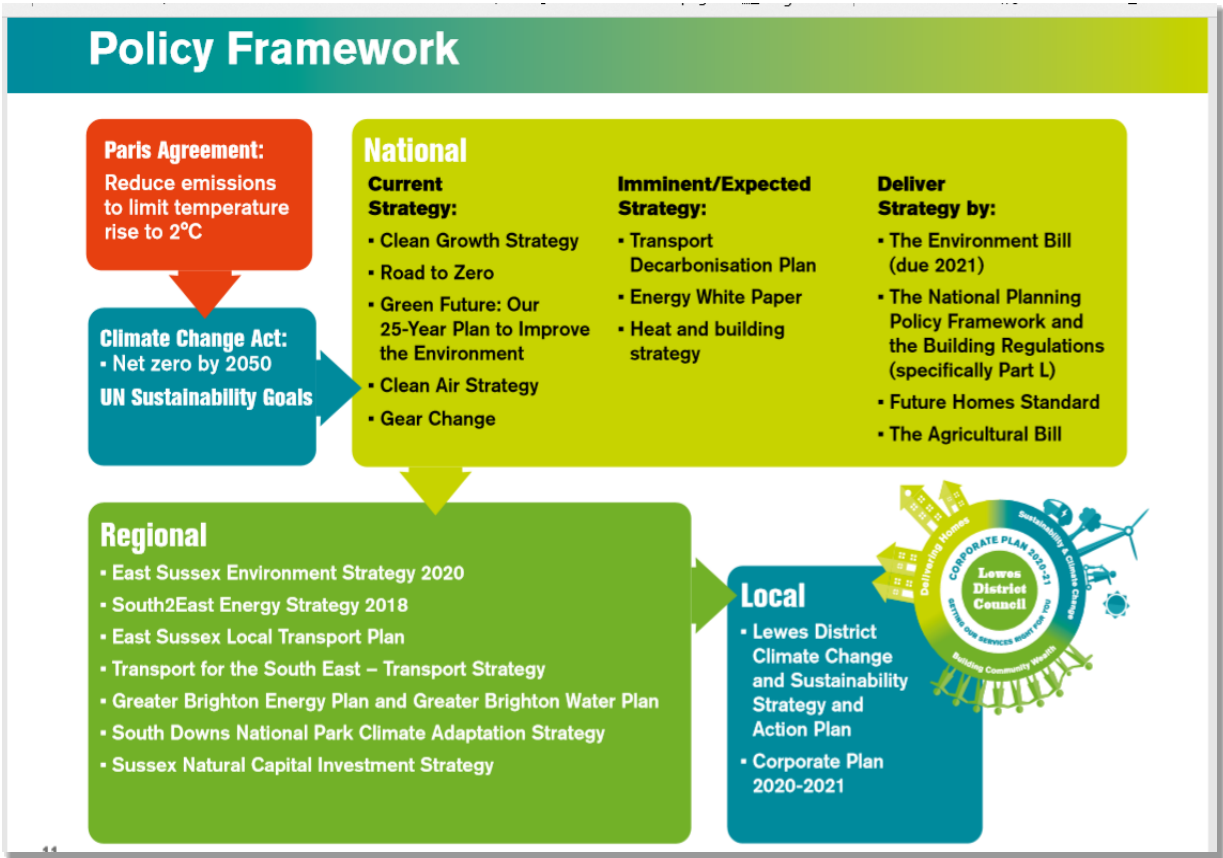 Policy Framework
Paris Agreement:
Reduce emissions
to limit temperature
rise to 2°C
Climate Change Act:
▪ Net zero by 2050
UN Sustainability Goals
National
Current
Strategy:
▪ Clean Growth Strategy
▪ Road to Zero
▪ Green Future: Our
25-Year Plan to Improve
the Environment
▪ Clean Air Strategy
▪ Gear Change
Imminent/Expected
Strategy:
▪ Transport
Decarbonisation Plan
▪ Energy White Paper
▪ Heat and building
strategy
Deliver
Strategy by:
▪ The Environment Bill
(due 2021)
▪ The National Planning
Policy Framework and
the Building Regulations
(specifically Part L)
▪ Future Homes Standard
▪ The Agricultural Bill
Regional
▪ East Sussex Environment Strategy 2020
▪ South2East Energy Strategy 2018
▪ East Sussex Local Transport Plan
▪ Transport for the South East – Transport Strategy
▪ Greater Brighton Energy Plan and Greater Brighton Water Plan
▪ South Downs National Park Climate Adaptation Strategy
▪ Sussex Natural Capital Investment Strategy
Local
▪ Lewes District
Climate Change
and Sustainability
Strategy and
Action Plan
▪ Corporate Plan
2020-2021
Delivering Homes
Sustainability & Climate Change
Building Community Wealth
CORPORATE PLAN 2020-21
GETTING OUR SERVICES RIGHT FOR YOU
Lewes
District
Council